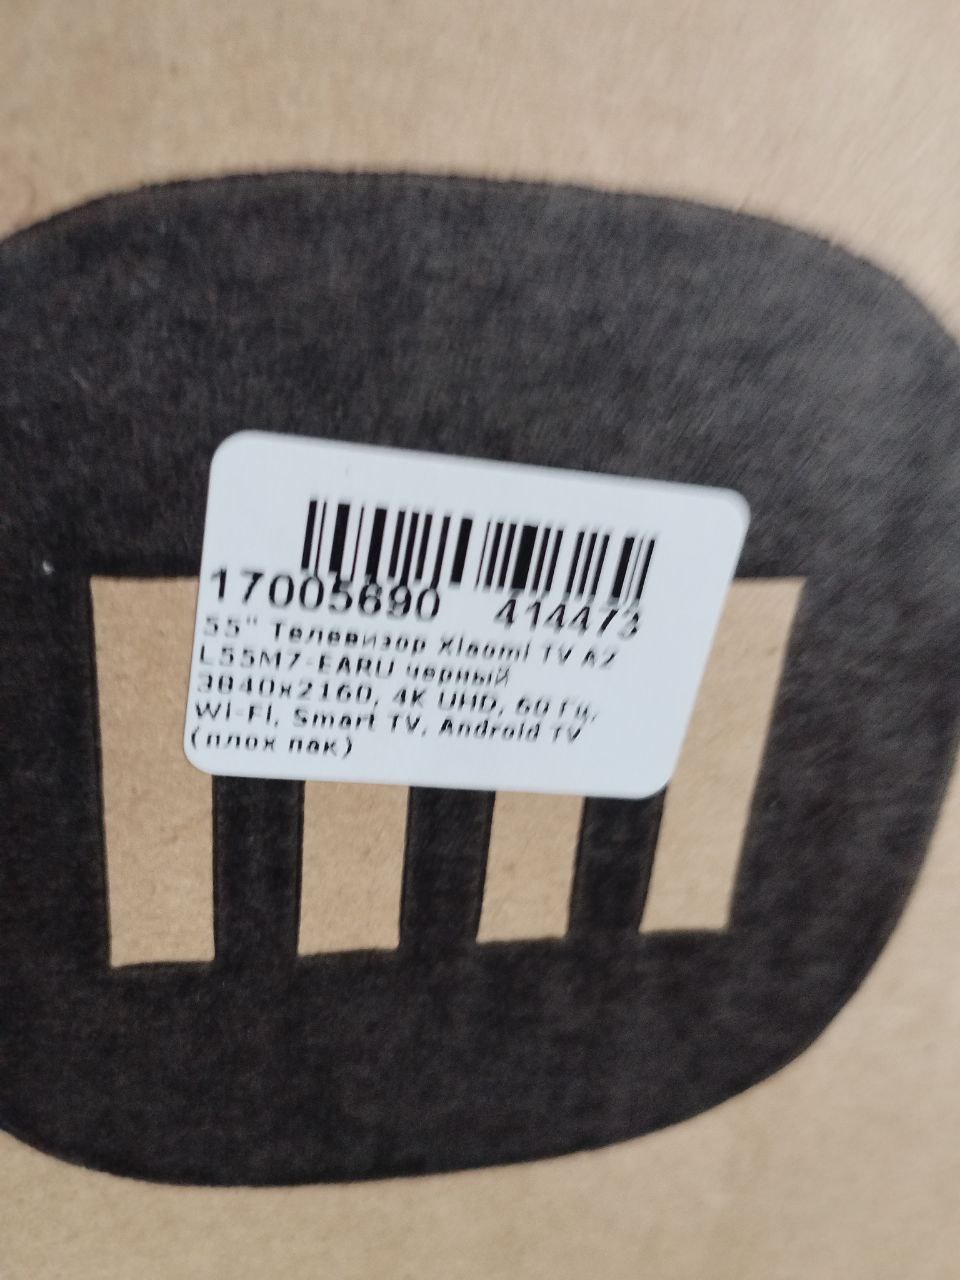 17005690 414473
55" Телевизор Xiaomi TV A2
L55M7-EARU черный
3840x2160, 4K UHD, 60 Гц,
Wi-Fi, Smart TV, Android TV
(плох пак)